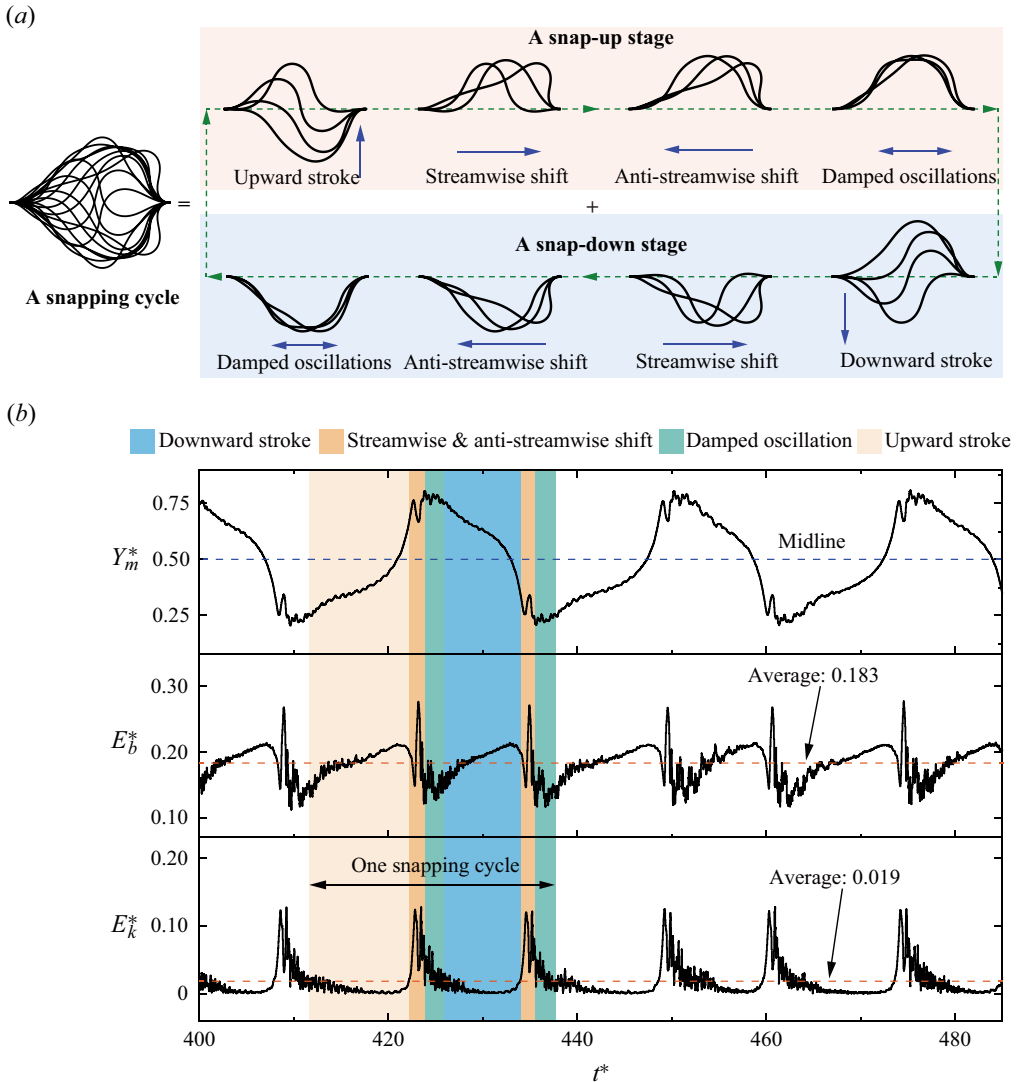 (a)
A snap-up stage
Upward stroke
Streamwise shift
Anti-streamwise shift
Damped oscillations
=
+
A snapping cycle
A snap-down stage
Damped oscillations
Anti-streamwise shift
Streamwise shift
Downward stroke
(b)
Downward stroke
Streamwise & anti-streamwise shift
Damped oscillation
Upward stroke
0.75
0.50
0.25
Y*m
Midline
0.30
0.20
0.10
E*b
Average: 0.183
0.20
0.10
0
E*k
One snapping cycle
Average: 0.019
400 420 440 460 480
t*